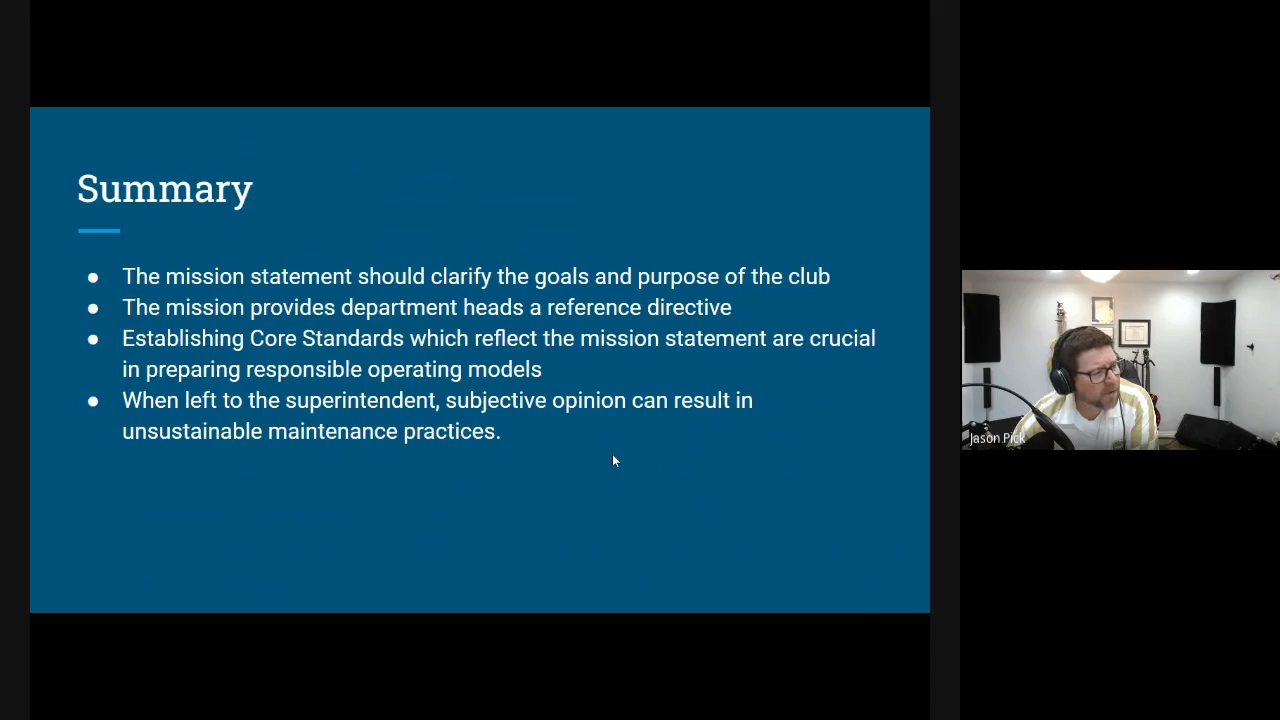 Summary
● The mission statement should clarify the goals and purpose of the club
● The mission provides department heads a reference directive
● Establishing Core Standards which reflect the mission statement are crucial
in preparing responsible operating models
● When left to the superintendent, subjective opinion can result in
unsustainable maintenance practices.
Jason Pick